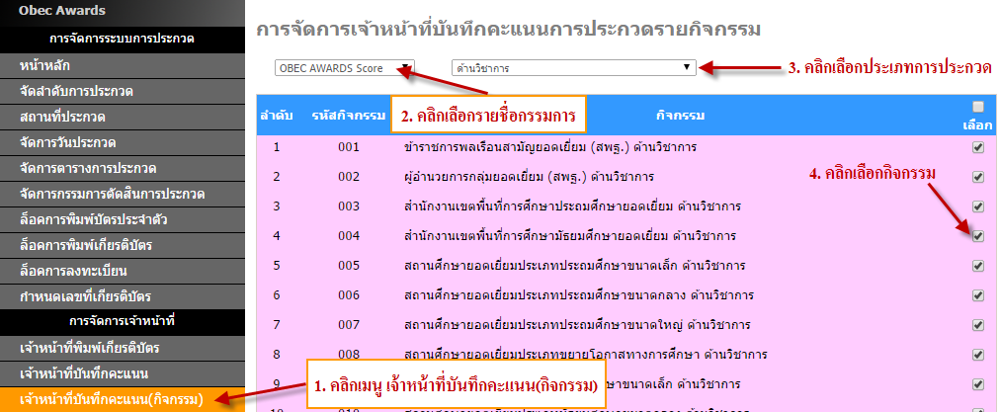 Obec Awards
การจัดการระบบการประกวด
หน้าหลัก
จัดลำดับการประกวด
สถานที่ประกวด
จัดการวันประกวด
จัดการตารางการประกวด
จัดการกรรมการตัดสินการประกวด
ล็อคการพิมพ์บัตรประจำตัว
ล็อคการพิมพ์เกียรติบัตร
ล็อคการลงทะเบียน
กำหนดเลขที่เกียรติบัตร
การจัดการเจ้าหน้าที่
เจ้าหน้าที่พิมพ์เกียรติบัตร
เจ้าหน้าที่บันทึกคะแนน
เจ้าหน้าที่บันทึกคะแนน(กิจกรรม)
การจัดการเจ้าหน้าที่บันทึกคะแนนการประกวดรายกิจกรรม
OBEC AWARDS Score ด้านวิชาการ
3. คลิกเลือกประเภทการประกวด
2. คลิกเลือกรายชื่อกรรมการ
ลำดับ รหัสกิจกรรม กิจกรรม เลือก
1 001 ข้าราชการพลเรือนสามัญยอดเยี่ยม (สพฐ.) ด้านวิชาการ
2 002 ผู้อำนวยการกลุ่มยอดเยี่ยม (สพฐ.) ด้านวิชาการ
4. คลิกเลือกกิจกรรม
3 003 สำนักงานเขตพื้นที่การศึกษาประถมศึกษายอดเยี่ยม ด้านวิชาการ
4 004 สำนักงานเขตพื้นที่การศึกษามัธยมศึกษายอดเยี่ยม ด้านวิชาการ
5 005 สถานศึกษายอดเยี่ยมประเภทประถมศึกษาขนาดเล็ก ด้านวิชาการ
6 006 สถานศึกษายอดเยี่ยมประเภทประถมศึกษาขนาดกลาง ด้านวิชาการ
7 007 สถานศึกษายอดเยี่ยมประเภทประถมศึกษาขนาดใหญ่ ด้านวิชาการ
8 008 สถานศึกษายอดเยี่ยมประเภทขยายโอกาสทางการศึกษา ด้านวิชาการ
1. คลิกเมนู เจ้าหน้าที่บันทึกคะแนน(กิจกรรม)
9 ษาขนาดเล็ก ด้านวิชาการ